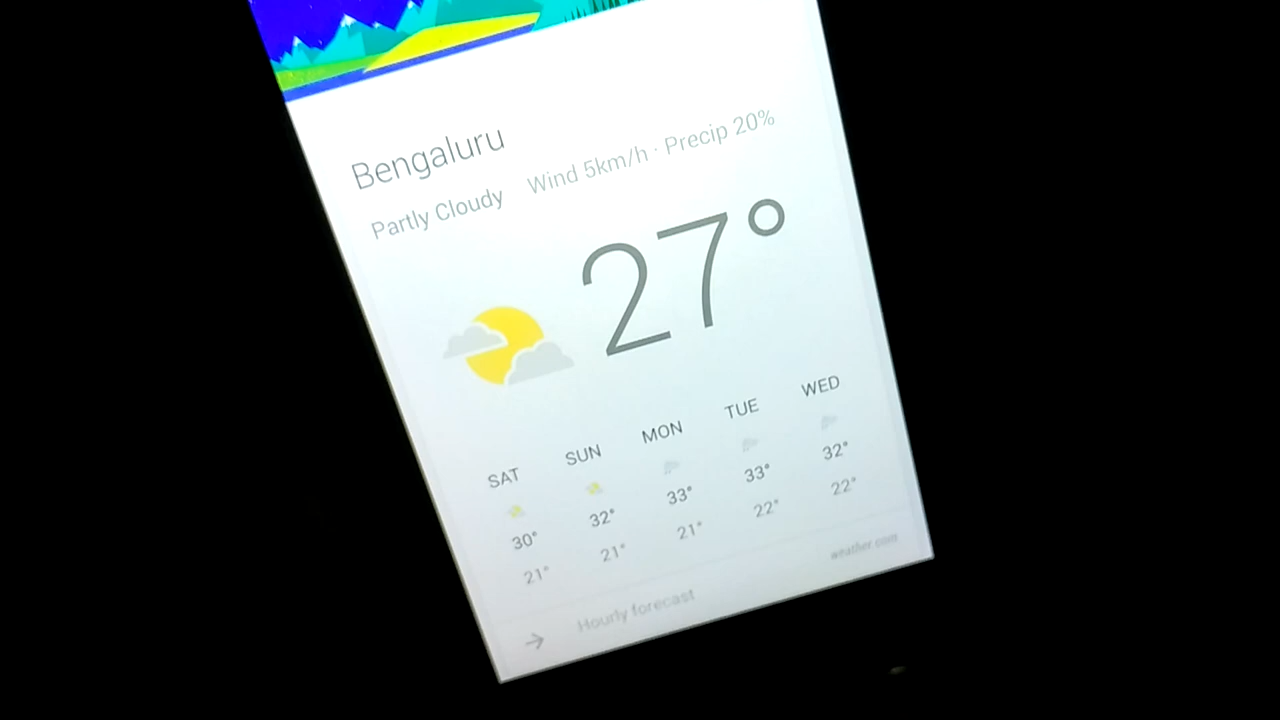 Bengaluru
Partly Cloudy Wind 5km/h · Precip 20%
27°
SAT SUN MON TUE WED
30° 32° 33° 33° 32°
21° 21° 21° 22° 22°
weather.com
Hourly forecast